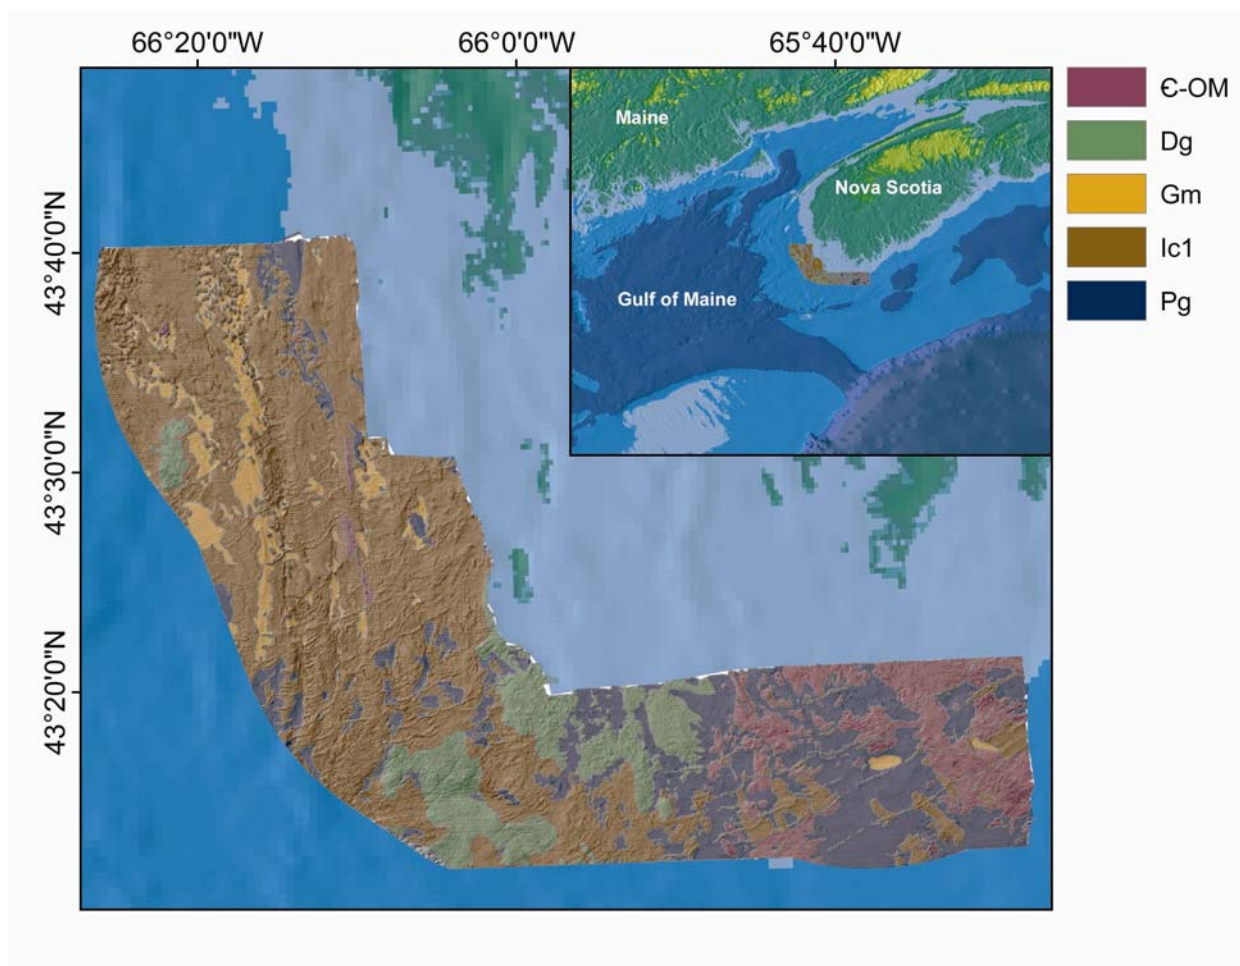 66°20'0"W
66°0'0"W
65°40'0"W
43°40'0"N
43°30'0"N
43°20'0"N
Maine
Nova Scotia
Gulf of Maine
Є-OM
Dg
Gm
Ic1
Pg